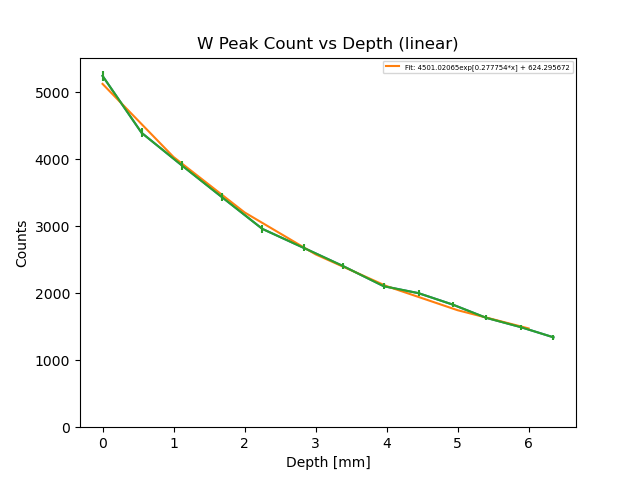 W Peak Count vs Depth (linear)
Fit: 4501.02065exp[0.277754*x] + 624.295672
5000
4000
3000
2000
1000
0
Counts
0 1 2 3 4 5 6
Depth [mm]